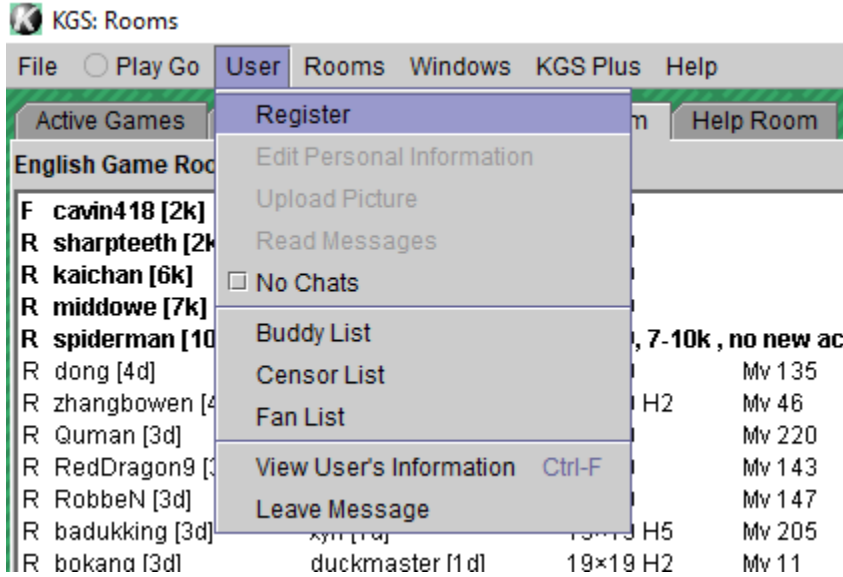 KGS: Rooms
File Play Go User Rooms Windows KGS Plus Help
Active Games Help Room
Register
English Game
Edit Personal Information
F cavin418 [2k]
Upload Picture
R sharpteeth
Read Messages
R kaichan [6k]
No Chats
R middowe [7k]
R spiderman
Buddy List
, 7-10k , no new
R dong [4d]
Censor List
Mv 135
R zhangbowen
Fan List
H2 Mv 46
R Quman [3d]
Mv 220
R RedDragon9
View User's Information Ctrl-F
Mv 143
R RobbeN [3d]
Leave Message
Mv 147
R badukking [3d] H5 Mv 205
R bokang [3d] duckmaster [1d] 19×19 H2 Mv 11